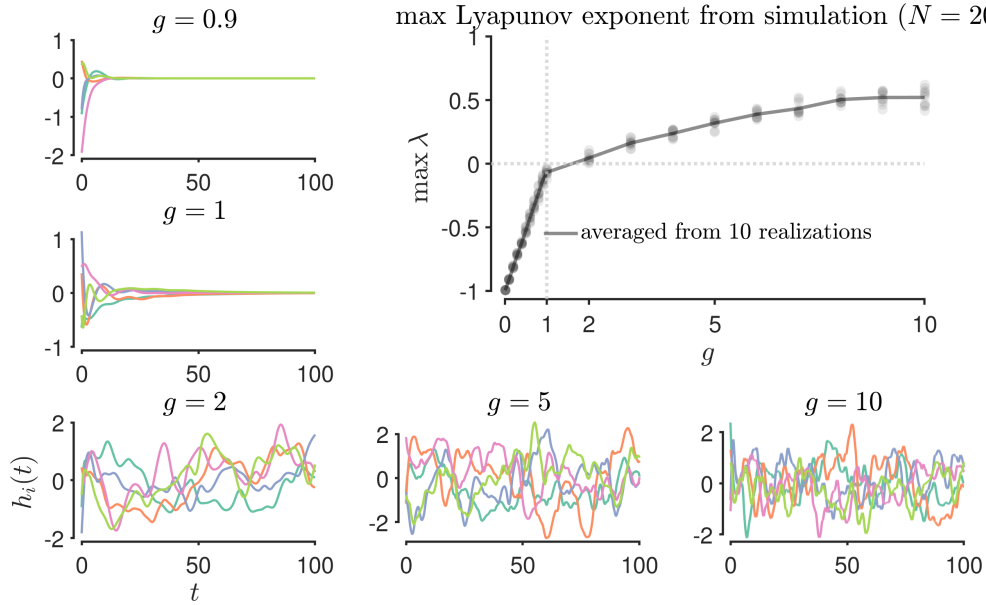 g = 0.9
1
0
-1
-2
0 50 100
g = 1
1
0
-1
0 50 100
max Lyapunov exponent from simulation (N = 20
1
0.5
0
-0.5
-1
max λ
averaged from 10 realizations
0 1 2 5 10
g
g = 2
2
0
-2
h_i(t)
0 50 100
t
g = 5
2
0
-2
0 50 100
g = 10
2
0
-2
0 50 100